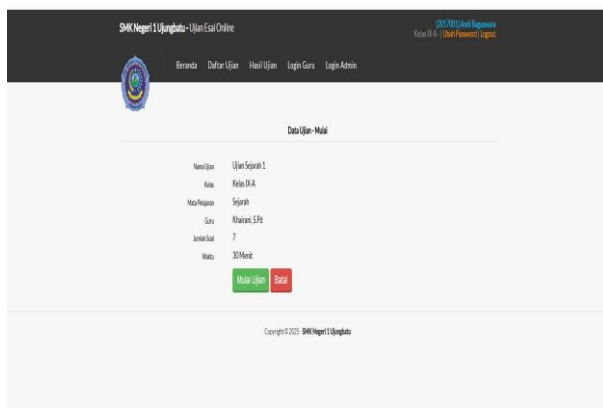 SMK Negeri 1 Ujungbatu - Ujian Esai Online
[2017001] Andi Bagaswara
Kelas IX-A- | Ubah Password | Logout
Beranda Daftar Ujian Hasil Ujian Login Guru Login Admin
Data Ujian - Mulai
Nama Ujian Ujian Sejarah 1
Kelas Kelas IX-A
Mata Pelajaran Sejarah
Guru Khairani, S.Pd
Jumlah Soal 7
Waktu 30 Menit
Mulai Ujian Batal
Copyright © 2025 - SMK Negeri 1 Ujungbatu